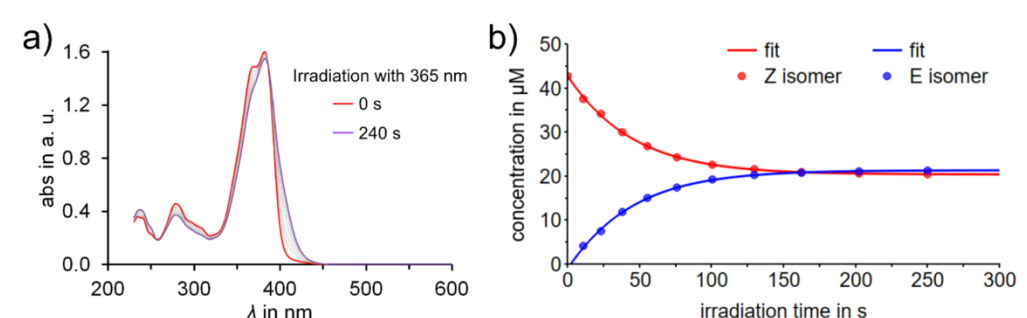 a)
1.6
1.2
0.8
0.4
0.0
abs in a. u.
200 300 400 500 600
λ in nm
Irradiation with 365 nm
0 s
240 s
b)
50
40
30
20
10
0
concentration in μM
0 50 100 150 200 250 300
irradiation time in s
fit fit
Z isomer E isomer